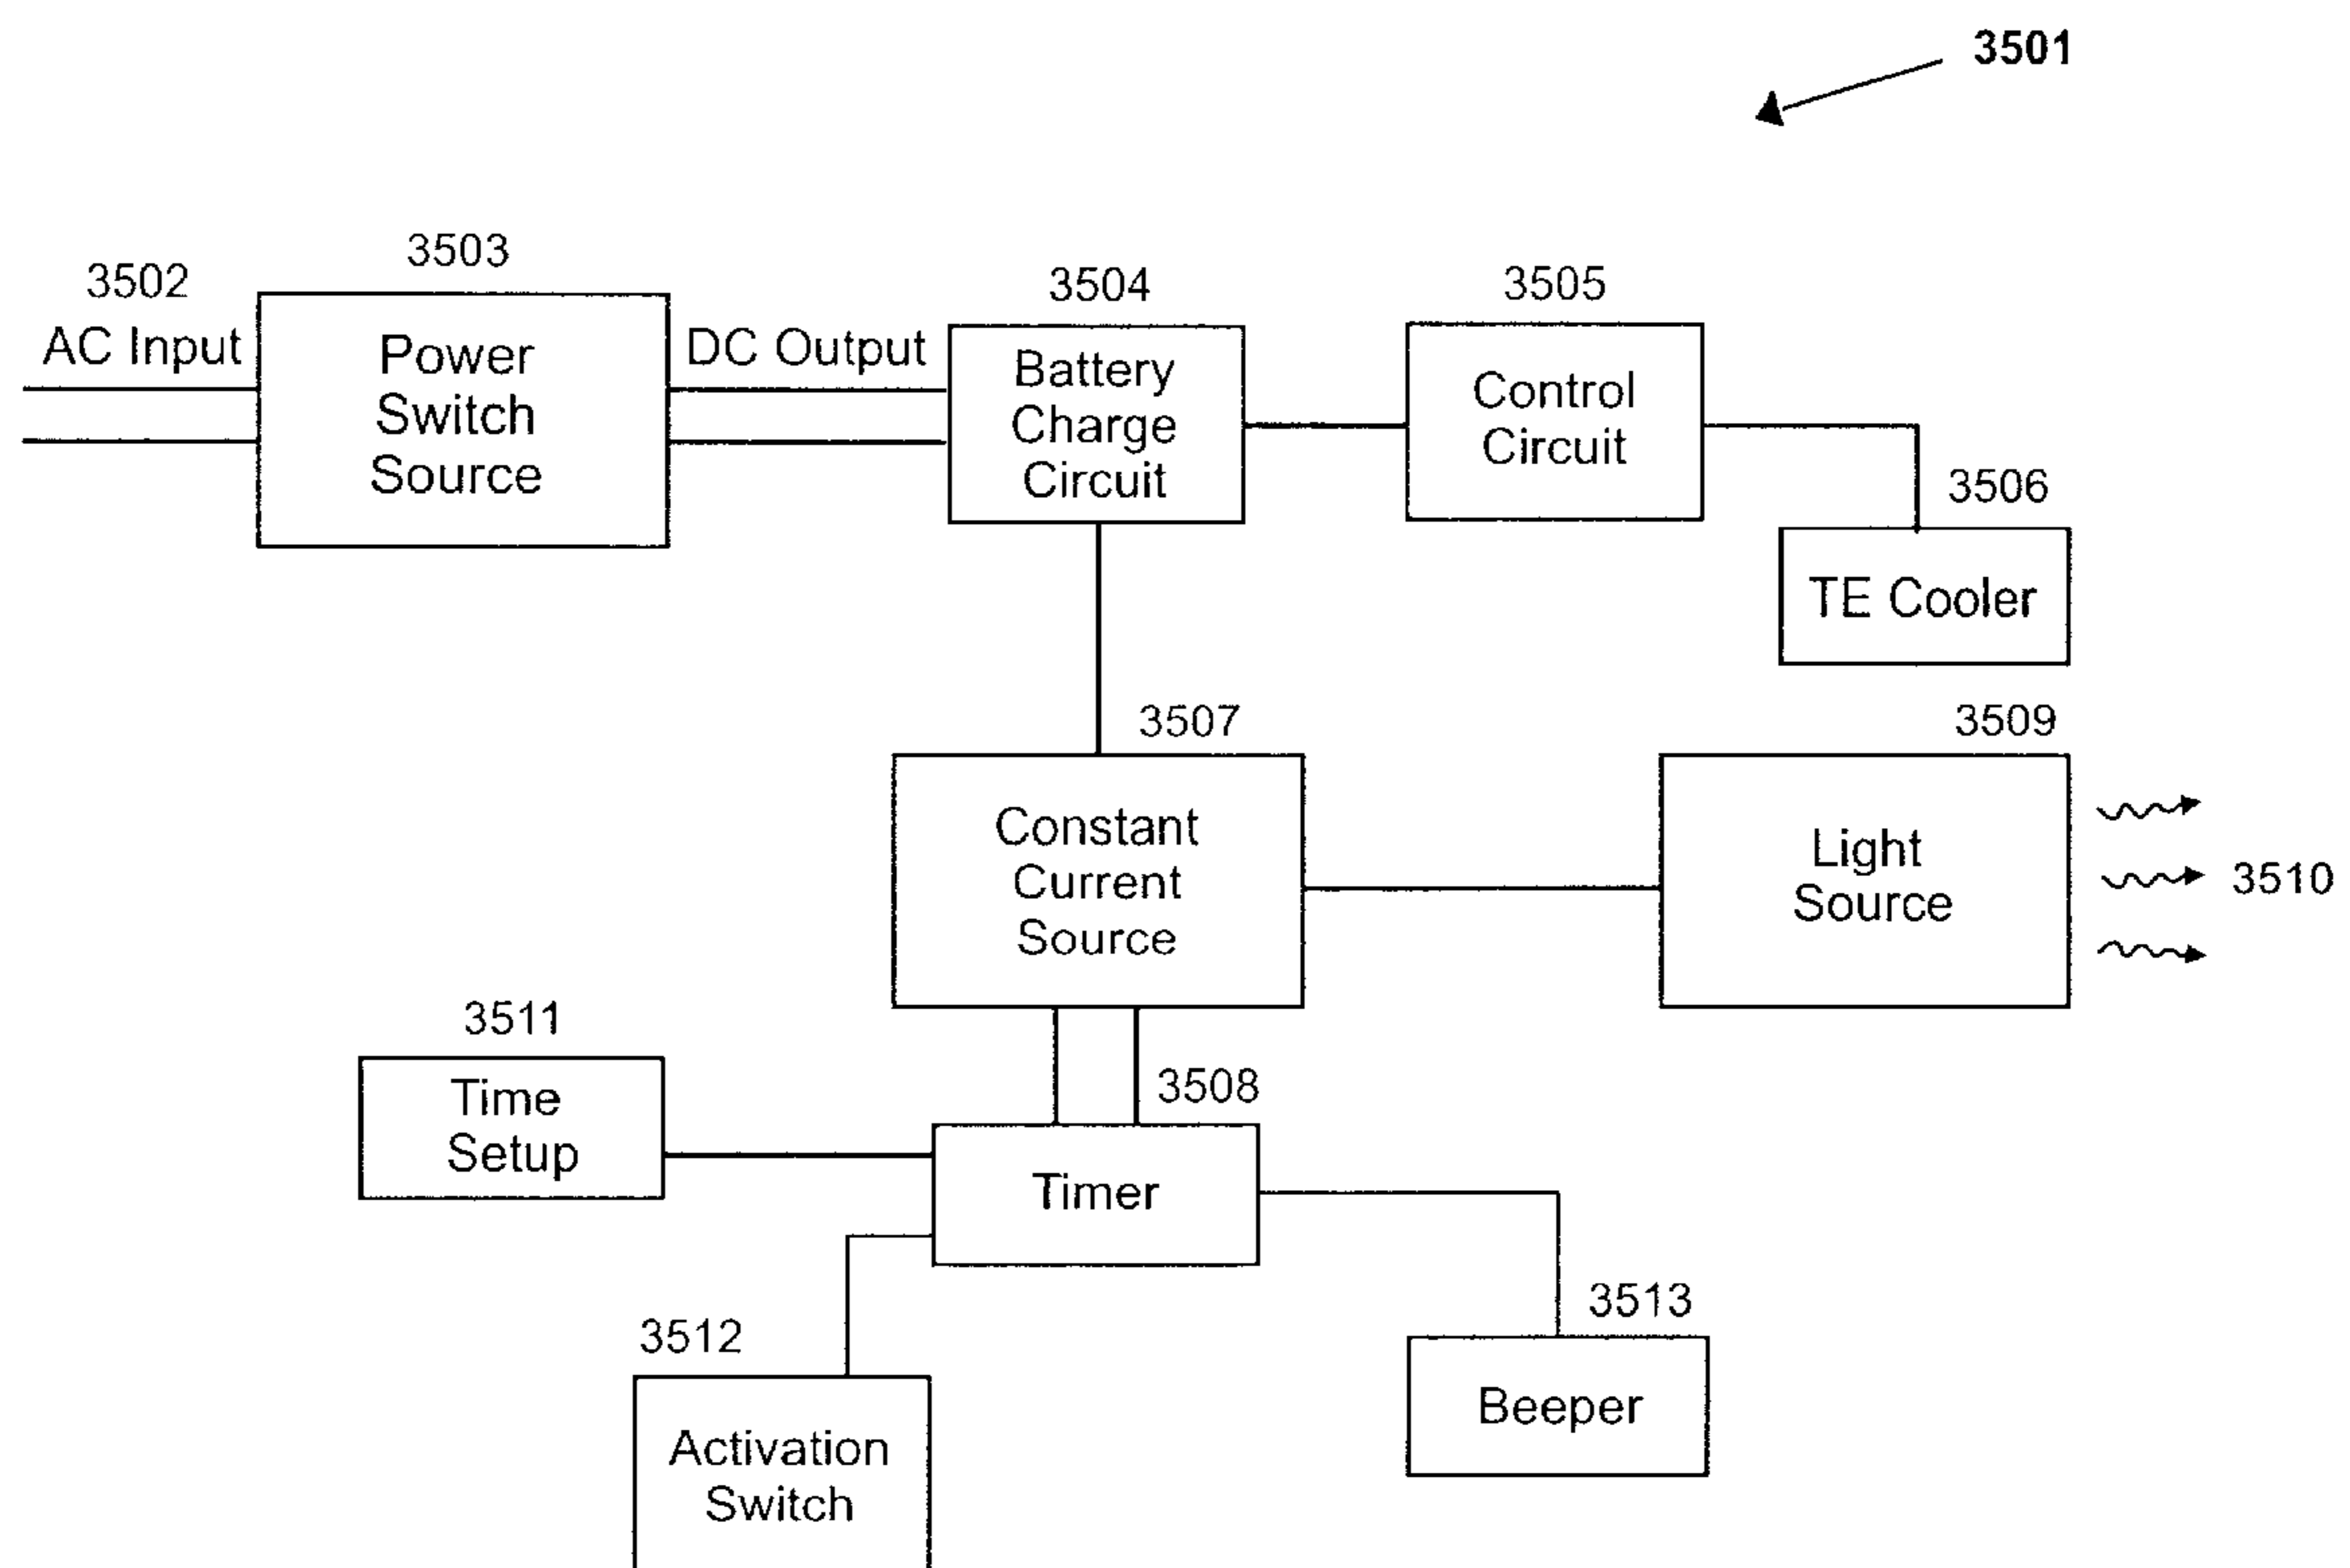 3501
3502
AC Input
3503
Power
Switch
Source
DC Output
3504
Battery
Charge
Circuit
3505
Control
Circuit
3506
TE Cooler
3507
Constant
Current
Source
3509
Light
Source
3510
3511
Time
Setup
3508
Timer
3512
Activation
Switch
3513
Beeper